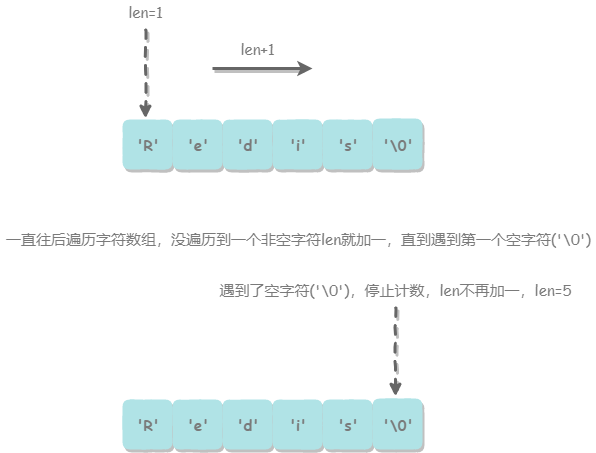 len=1
len+1
'R' 'e' 'd' 'i' 's' '\0'
一直往后遍历字符数组，没遍历到一个非空字符len就加一，直到遇到第一个空字符('\0')
遇到了空字符('\0')，停止计数，len不再加一，len=5
'R' 'e' 'd' 'i' 's' '\0'